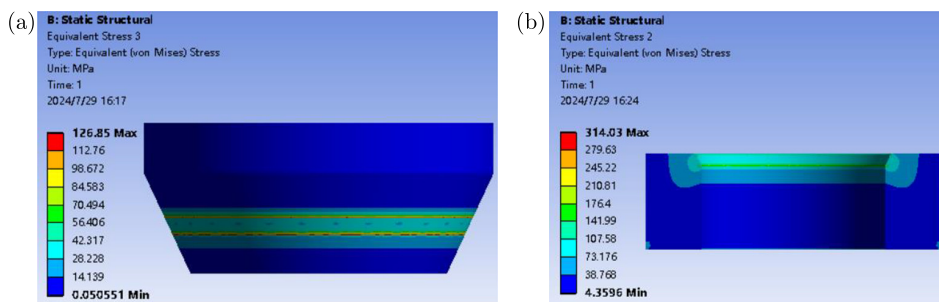 (a)
B: Static Structural
Equivalent Stress 3
Type: Equivalent (von Mises) Stress
Unit: MPa
Time: 1
2024/7/29 16:17
126.85 Max
112.76
98.672
84.583
70.494
56.406
42.317
28.228
14.139
0.050551 Min
(b)
B: Static Structural
Equivalent Stress 2
Type: Equivalent (von Mises) Stress
Unit: MPa
Time: 1
2024/7/29 16:24
314.03 Max
279.63
245.22
210.81
176.4
141.99
107.58
73.176
38.768
4.3596 Min